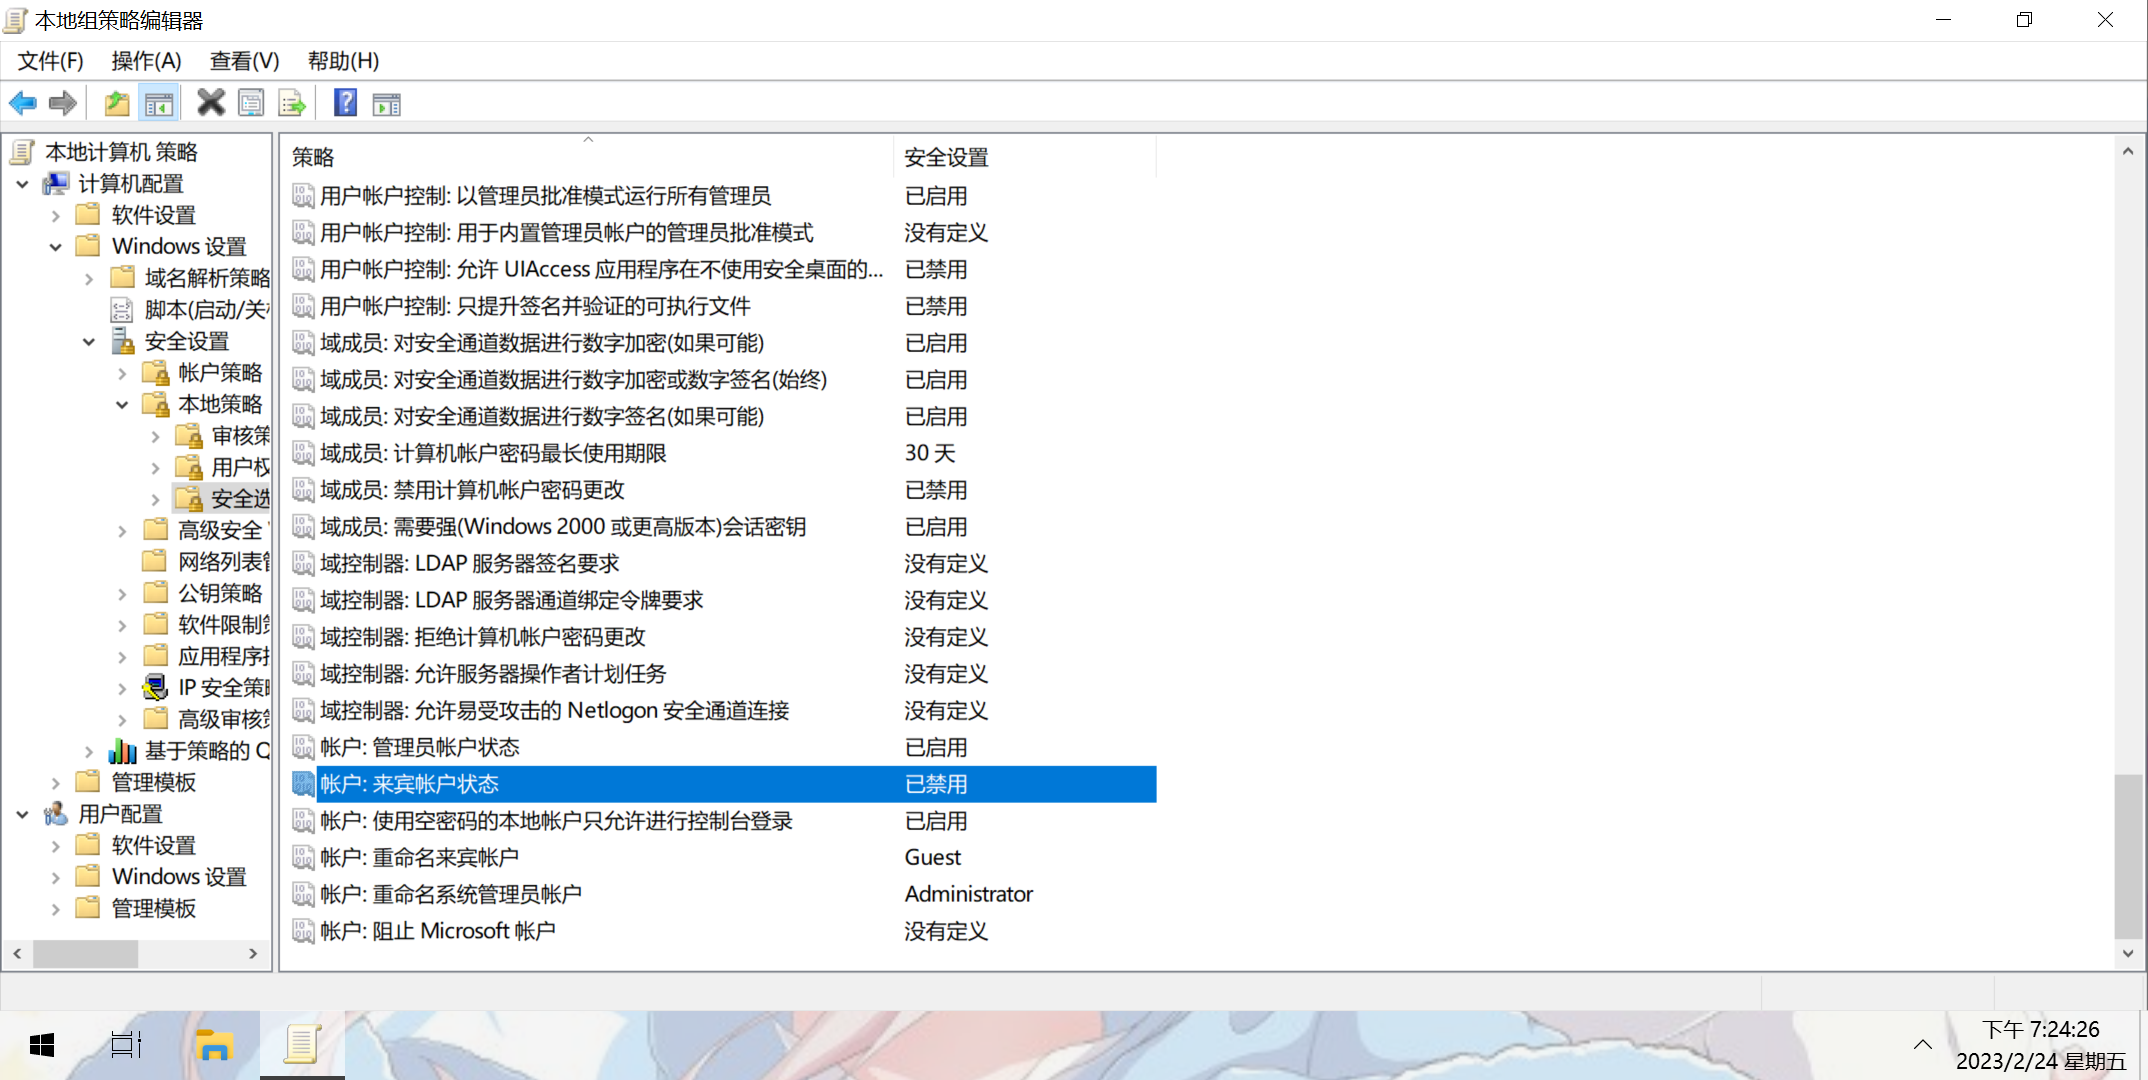 本地组策略编辑器
文件(F) 操作(A) 查看(V) 帮助(H)
本地计算机 策略
计算机配置
软件设置
Windows 设置
域名解析策略
脚本(启动/关
安全设置
帐户策略
本地策略
审核策
用户权
安全选
高级安全
网络列表
公钥策略
软件限制
应用程序
IP 安全策
高级审核
基于策略的 Q
管理模板
用户配置
软件设置
Windows 设置
管理模板
策略 安全设置
用户帐户控制: 以管理员批准模式运行所有管理员 已启用
用户帐户控制: 用于内置管理员帐户的管理员批准模式 没有定义
用户帐户控制: 允许 UIAccess 应用程序在不使用安全桌面的... 已禁用
用户帐户控制: 只提升签名并验证的可执行文件 已禁用
域成员: 对安全通道数据进行数字加密(如果可能) 已启用
域成员: 对安全通道数据进行数字加密或数字签名(始终) 已启用
域成员: 对安全通道数据进行数字签名(如果可能) 已启用
域成员: 计算机帐户密码最长使用期限 30 天
域成员: 禁用计算机帐户密码更改 已禁用
域成员: 需要强(Windows 2000 或更高版本)会话密钥 已启用
域控制器: LDAP 服务器签名要求 没有定义
域控制器: LDAP 服务器通道绑定令牌要求 没有定义
域控制器: 拒绝计算机帐户密码更改 没有定义
域控制器: 允许服务器操作者计划任务 没有定义
域控制器: 允许易受攻击的 Netlogon 安全通道连接 没有定义
帐户: 管理员帐户状态 已启用
帐户: 来宾帐户状态 已禁用
帐户: 使用空密码的本地帐户只允许进行控制台登录 已启用
帐户: 重命名来宾帐户 Guest
帐户: 重命名系统管理员帐户 Administrator
帐户: 阻止 Microsoft 帐户 没有定义
下午 7:24:26
2023/2/24 星期五